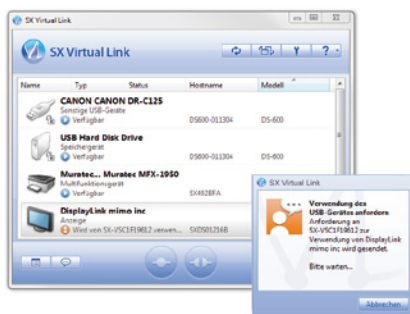 SX Virtual Link
SX Virtual Link
Name Typ Status Hostname Modell
CANON CANON DR-C125
Sonstige USB-Geräte
Verfügbar DS600-011304 DS-600
USB Hard Disk Drive
Speichergerät
Verfügbar DS600-011304 DS-600
Muratec... Muratec MFX-1950
Multifunktionsgerät
Verfügbar SX492BFA
DisplayLink mimo inc
Anzeige
Wird von SX-VSC1F19612 verwen... SXDS01216B
SX Virtual Link
Verwendung des
USB-Gerätes anfordern
Anforderung an
SX-VSC1F19612 zur
Verwendung von DisplayLink
mimo inc wird gesendet.
Bitte warten...
Abbrechen